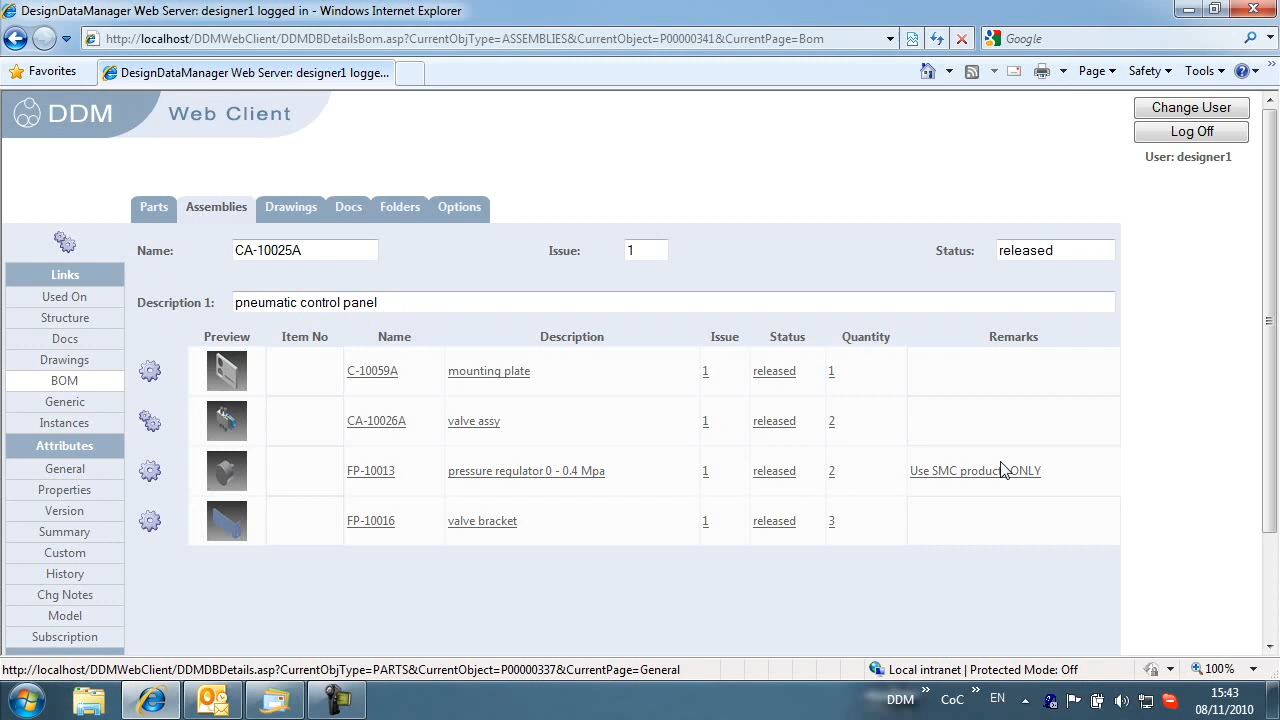 DesignDataManager Web Server: designer1 logged in - Windows Internet Explorer
http://localhost/DDMWebClient/DDMDBDetailsBom.asp?CurrentObjType=ASSEMBLIES&CurrentObject=P00000341&CurrentPage=Bom
Google
Favorites
DesignDataManager Web Server: designer1 logge...
Page
Safety
Tools
DDM
Web Client
Change User
Log Off
User: designer1
Parts
Assemblies
Drawings
Docs
Folders
Options
Name: CA-10025A Issue: 1 Status: released
Description 1: pneumatic control panel
Links
Used On
Structure
Docs
Drawings
BOM
Generic
Instances
Attributes
General
Properties
Version
Summary
Custom
History
Chg Notes
Model
Subscription
Preview Item No Name Description Issue Status Quantity Remarks
C-10059A mounting plate 1 released 1
CA-10026A valve assy 1 released 2
FP-10013 pressure regulator 0 - 0.4 Mpa 1 released 2 Use SMC product ONLY
FP-10016 valve bracket 1 released 3
http://localhost/DDMWebClient/DDMDBDetails.asp?CurrentObjType=PARTS&CurrentObject=P00000337&CurrentPage=General
Local intranet | Protected Mode: Off
100%
DDM
CoC
EN
15:43
08/11/2010